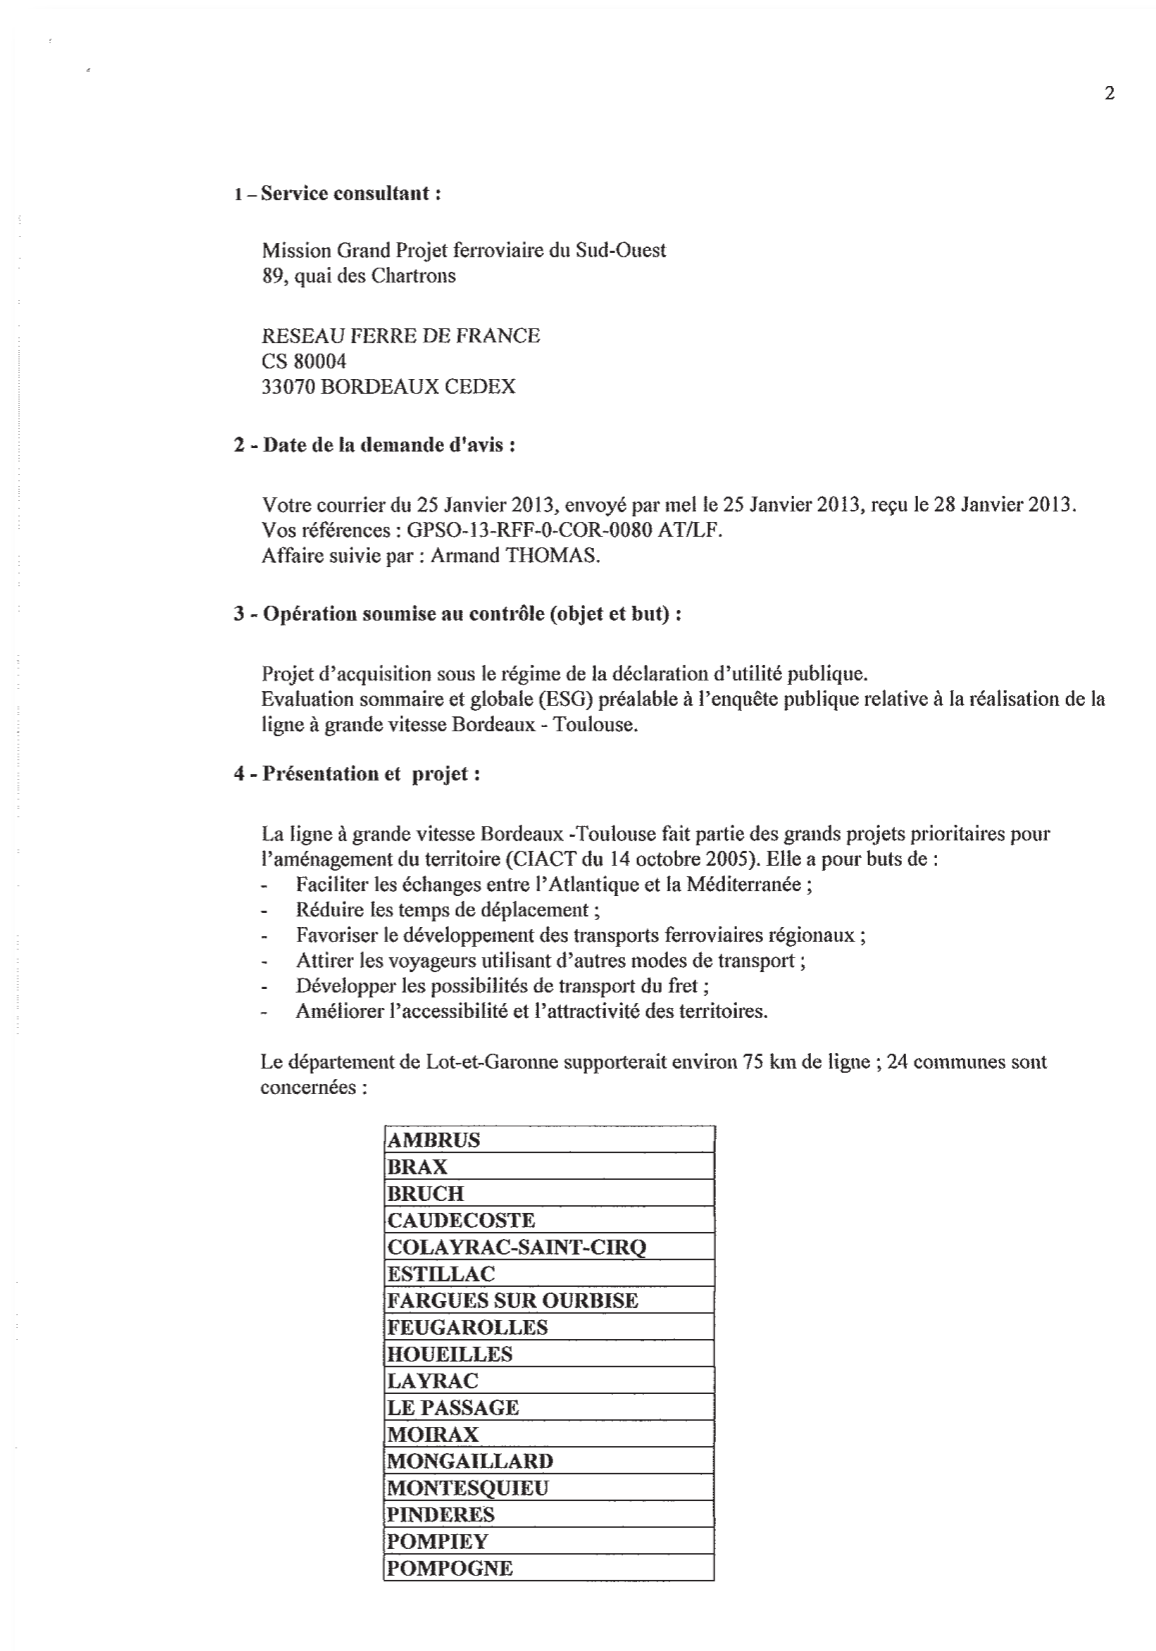 2
1 – Service consultant :
Mission Grand Projet ferroviaire du Sud-Ouest
89, quai des Chartrons
RESEAU FERRE DE FRANCE
CS 80004
33070 BORDEAUX CEDEX
2 - Date de la demande d'avis :
Votre courrier du 25 Janvier 2013, envoyé par mel le 25 Janvier 2013, reçu le 28 Janvier 2013.
Vos références : GPSO-13-RFF-0-COR-0080 AT/LF.
Affaire suivie par : Armand THOMAS.
3 - Opération soumise au contrôle (objet et but) :
Projet d’acquisition sous le régime de la déclaration d’utilité publique.
Evaluation sommaire et globale (ESG) préalable à l’enquête publique relative à la réalisation de la
ligne à grande vitesse Bordeaux - Toulouse.
4 - Présentation et projet :
La ligne à grande vitesse Bordeaux -Toulouse fait partie des grands projets prioritaires pour
l’aménagement du territoire (CIACT du 14 octobre 2005). Elle a pour buts de :
- Faciliter les échanges entre l’Atlantique et la Méditerranée ;
- Réduire les temps de déplacement ;
- Favoriser le développement des transports ferroviaires régionaux ;
- Attirer les voyageurs utilisant d’autres modes de transport ;
- Développer les possibilités de transport du fret ;
- Améliorer l’accessibilité et l’attractivité des territoires.
Le département de Lot-et-Garonne supporterait environ 75 km de ligne ; 24 communes sont
concernées :
AMBRUS
BRAX
BRUCH
CAUDECOSTE
COLAYRAC-SAINT-CIRQ
ESTILLAC
FARGUES SUR OURBISE
FEUGAROLLES
HOUEILLES
LAYRAC
LE PASSAGE
MOIRAX
MONGAILLARD
MONTESQUIEU
PINDERES
POMPIEY
POMPOGNE